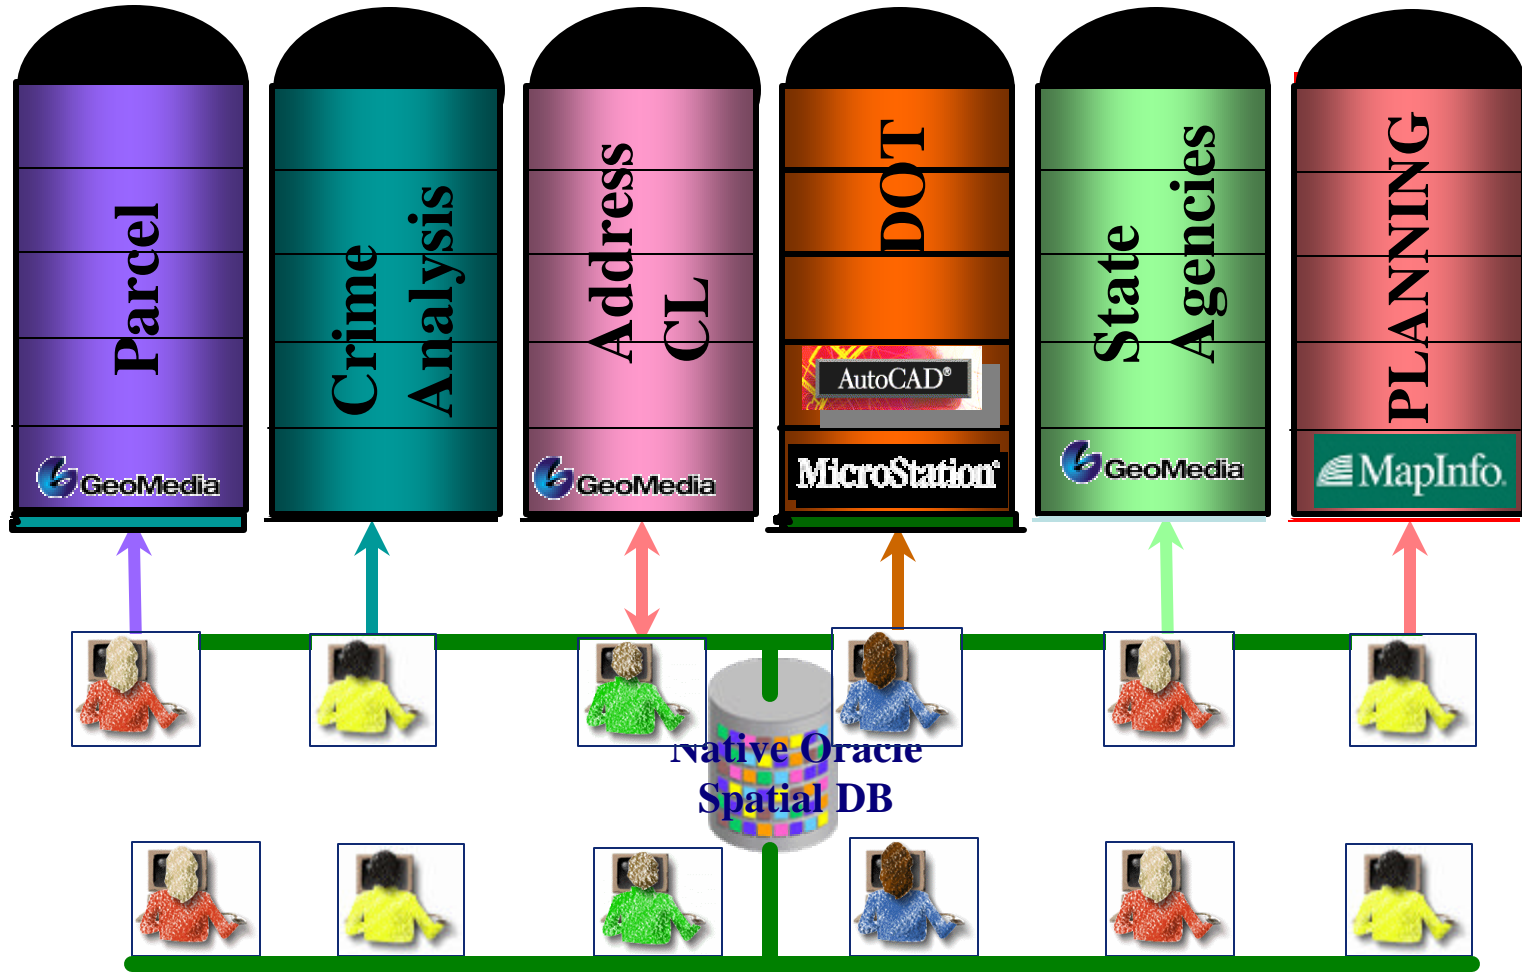 Parcel
Crime
Analysis
Address
CL
DOT
State
Agencies
PLANNING
AutoCAD®
GeoMedia
GeoMedia
MicroStation
GeoMedia
MapInfo.
Native Oracle
Spatial DB